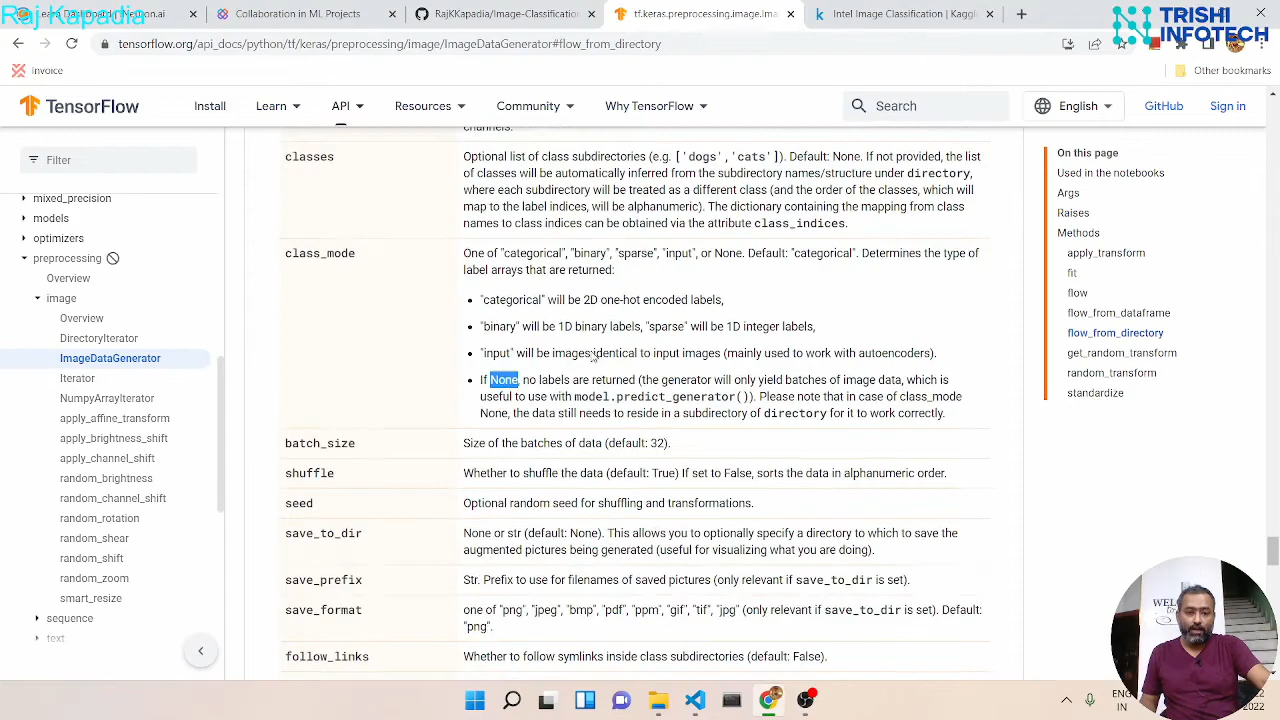 Raj Kapadia
Collaboration in ML Projects
tf.keras.preprocessing.image.Ima
TRISHI
INFOTECH
tensorflow.org/api_docs/python/tf/keras/preprocessing/image/ImageDataGenerator#flow_from_directory
Invoice
Other bookmarks
TensorFlow
Install
Learn
API
Resources
Community
Why TensorFlow
Search
English
GitHub
Sign in
Filter
mixed_precision
models
optimizers
preprocessing
Overview
image
Overview
DirectoryIterator
ImageDataGenerator
Iterator
NumpyArrayIterator
apply_affine_transform
apply_brightness_shift
apply_channel_shift
random_brightness
random_channel_shift
random_rotation
random_shear
random_shift
random_zoom
smart_resize
sequence
text
channels.
classes
Optional list of class subdirectories (e.g. ['dogs','cats']). Default: None. If not provided, the list
of classes will be automatically inferred from the subdirectory names/structure under directory,
where each subdirectory will be treated as a different class (and the order of the classes, which will
map to the label indices, will be alphanumeric). The dictionary containing the mapping from class
names to class indices can be obtained via the attribute class_indices.
class_mode
One of "categorical", "binary", "sparse", "input", or None. Default: "categorical". Determines the type of
label arrays that are returned:
• "categorical" will be 2D one-hot encoded labels,
• "binary" will be 1D binary labels, "sparse" will be 1D integer labels,
• "input" will be images identical to input images (mainly used to work with autoencoders).
• If None, no labels are returned (the generator will only yield batches of image data, which is
useful to use with model.predict_generator()). Please note that in case of class_mode
None, the data still needs to reside in a subdirectory of directory for it to work correctly.
batch_size
Size of the batches of data (default: 32).
shuffle
Whether to shuffle the data (default: True) If set to False, sorts the data in alphanumeric order.
seed
Optional random seed for shuffling and transformations.
save_to_dir
None or str (default: None). This allows you to optionally specify a directory to which to save the
augmented pictures being generated (useful for visualizing what you are doing).
save_prefix
Str. Prefix to use for filenames of saved pictures (only relevant if save_to_dir is set).
save_format
one of "png", "jpeg", "bmp", "pdf", "ppm", "gif", "tif", "jpg" (only relevant if save_to_dir is set). Default:
"png".
follow_links
Whether to follow symlinks inside class subdirectories (default: False).
On this page
Used in the notebooks
Args
Raises
Methods
apply_transform
fit
flow
flow_from_dataframe
flow_from_directory
get_random_transform
random_transform
standardize
ENG
IN
2022